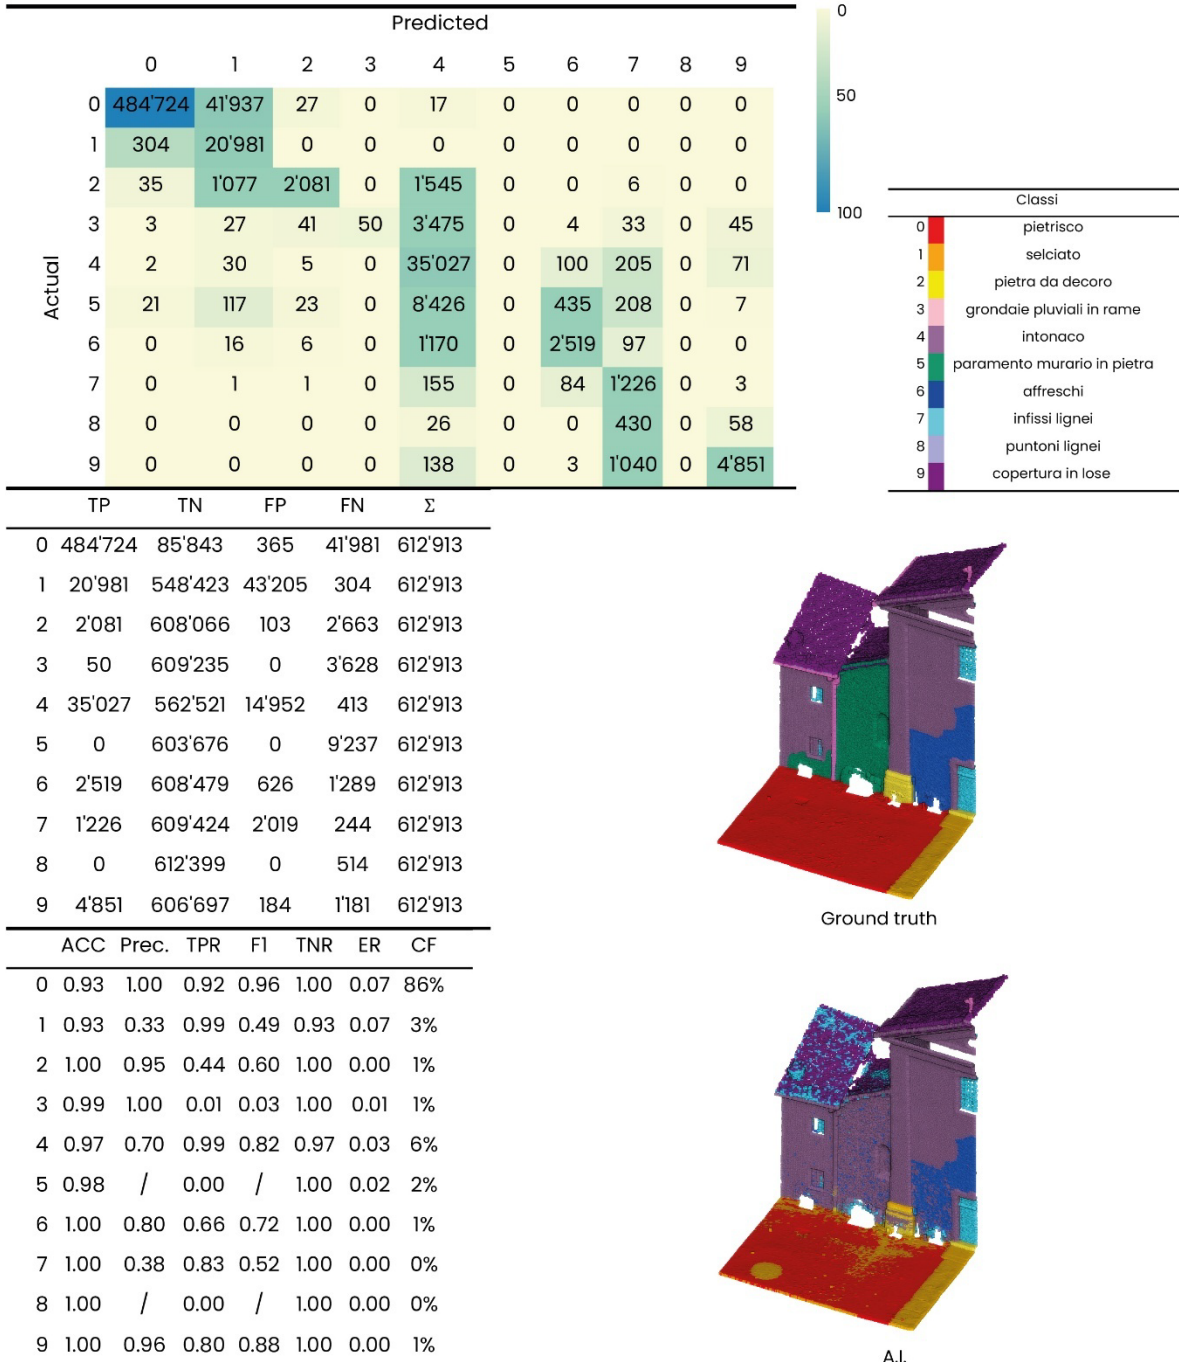 Predicted
0 1 2 3 4 5 6 7 8 9
Actual
0 484'724 41'937 27 0 17 0 0 0 0 0
1 304 20'981 0 0 0 0 0 0 0 0
2 35 1'077 2'081 0 1'545 0 0 6 0 0
3 3 27 41 50 3'475 0 4 33 0 45
4 2 30 5 0 35'027 0 100 205 0 71
5 21 117 23 0 8'426 0 435 208 0 7
6 0 16 6 0 1'170 0 2'519 97 0 0
7 0 1 1 0 155 0 84 1'226 0 3
8 0 0 0 0 26 0 0 430 0 58
9 0 0 0 0 138 0 3 1'040 0 4'851
0
50
100
Classi
0 pietrisco
1 selciato
2 pietra da decoro
3 grondaie pluviali in rame
4 intonaco
5 paramento murario in pietra
6 affreschi
7 infissi lignei
8 puntoni lignei
9 copertura in lose
TP TN FP FN Σ
0 484'724 85'843 365 41'981 612'913
1 20'981 548'423 43'205 304 612'913
2 2'081 608'066 103 2'663 612'913
3 50 609'235 0 3'628 612'913
4 35'027 562'521 14'952 413 612'913
5 0 603'676 0 9'237 612'913
6 2'519 608'479 626 1'289 612'913
7 1'226 609'424 2'019 244 612'913
8 0 612'399 0 514 612'913
9 4'851 606'697 184 1'181 612'913
ACC Prec. TPR F1 TNR ER CF
0 0.93 1.00 0.92 0.96 1.00 0.07 86%
1 0.93 0.33 0.99 0.49 0.93 0.07 3%
2 1.00 0.95 0.44 0.60 1.00 0.00 1%
3 0.99 1.00 0.01 0.03 1.00 0.01 1%
4 0.97 0.70 0.99 0.82 0.97 0.03 6%
5 0.98 / 0.00 / 1.00 0.02 2%
6 1.00 0.80 0.66 0.72 1.00 0.00 1%
7 1.00 0.38 0.83 0.52 1.00 0.00 0%
8 1.00 / 0.00 / 1.00 0.00 0%
9 1.00 0.96 0.80 0.88 1.00 0.00 1%
Ground truth
A.I.